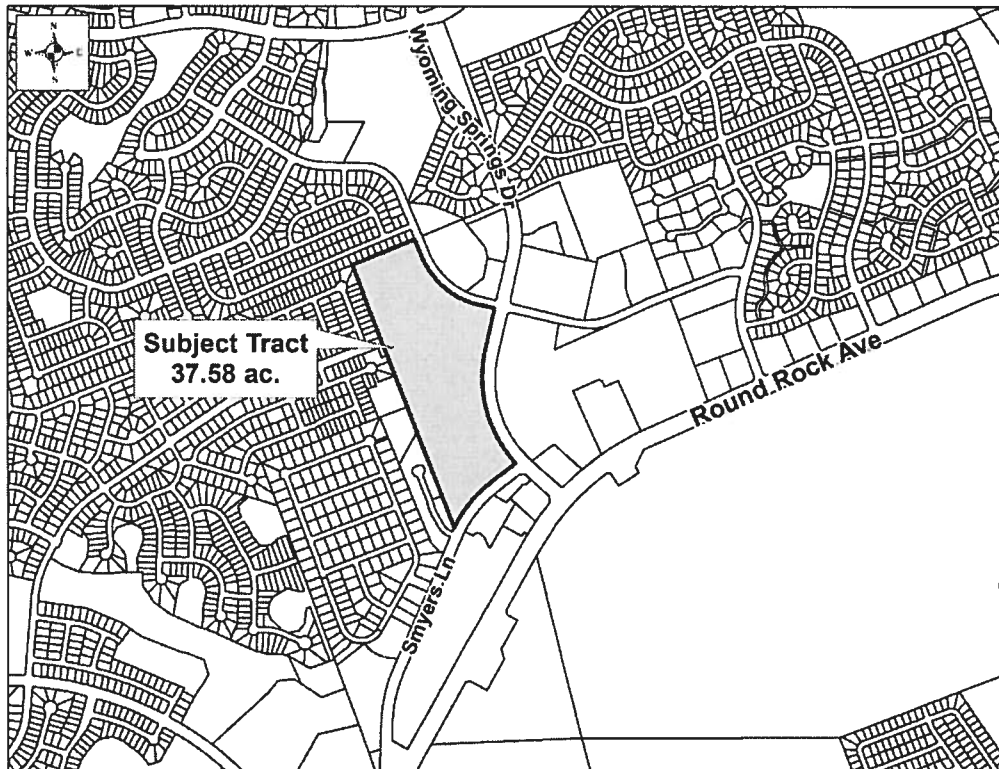 N
W
E
S
Wyoming Springs Dr
Subject Tract
37.58 ac.
Round Rock Ave
Smyers Ln